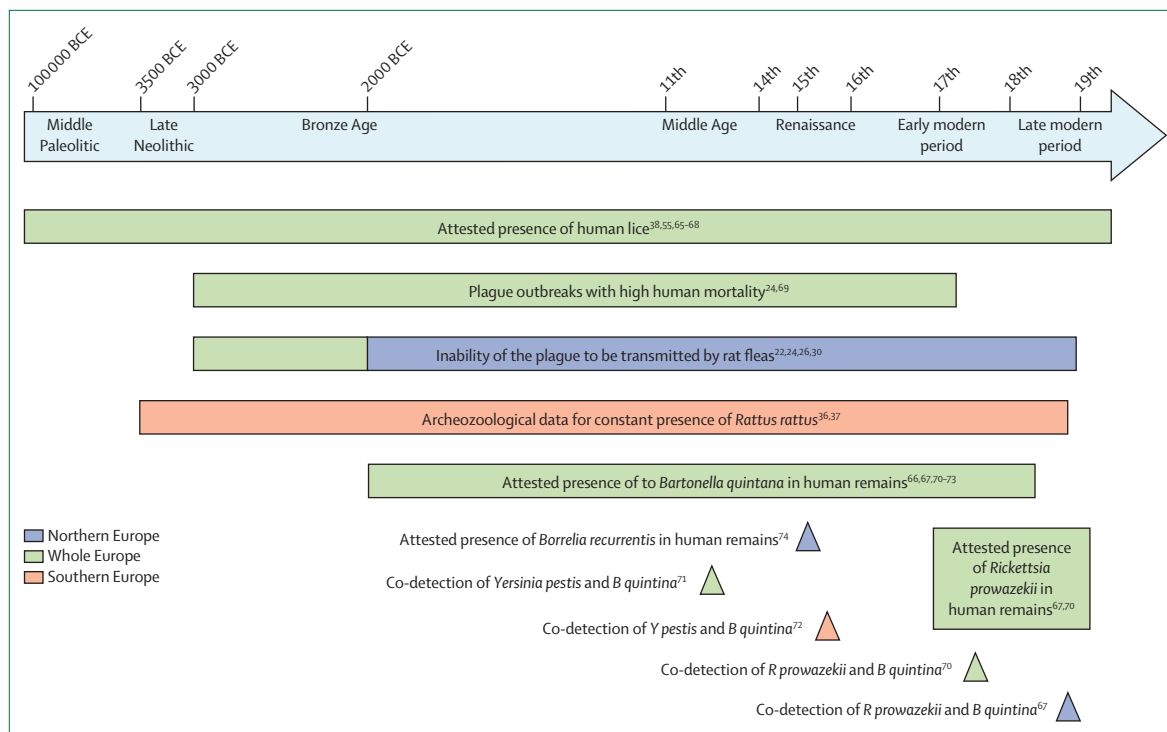 100 000 BCE
3500 BCE
3000 BCE
2000 BCE
11th
14th
15th
16th
17th
18th
19th
Middle
Paleolitic
Late
Neolithic
Bronze Age
Middle Age
Renaissance
Early modern
period
Late modern
period
Attested presence of human lice38,55,65–68
Plague outbreaks with high human mortality24,69
Inability of the plague to be transmitted by rat fleas22,24,26,30
Archeozoological data for constant presence of Rattus rattus36,37
Attested presence of to Bartonella quintana in human remains66,67,70–73
Northern Europe
Whole Europe
Southern Europe
Attested presence of Borrelia recurrentis in human remains74
Co-detection of Yersinia pestis and B quintina71
Co-detection of Y pestis and B quintina72
Co-detection of R prowazekii and B quintina70
Co-detection of R prowazekii and B quintina67
Attested presence
of Rickettsia
prowazekii in
human remains67,70